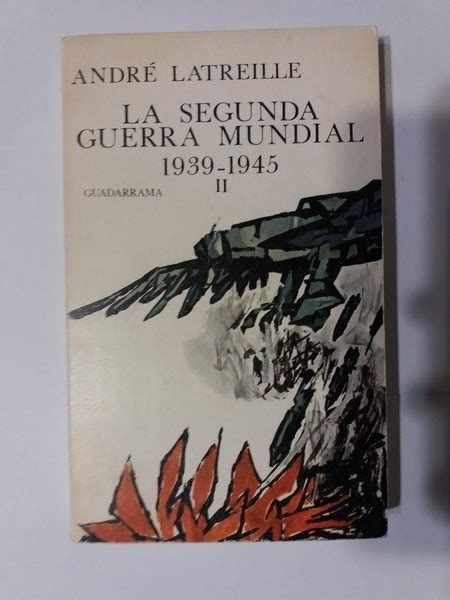 ANDRÉ LATREILLE
LA SEGUNDA
GUERRA MUNDIAL
1939-1945
II
GUADARRAMA